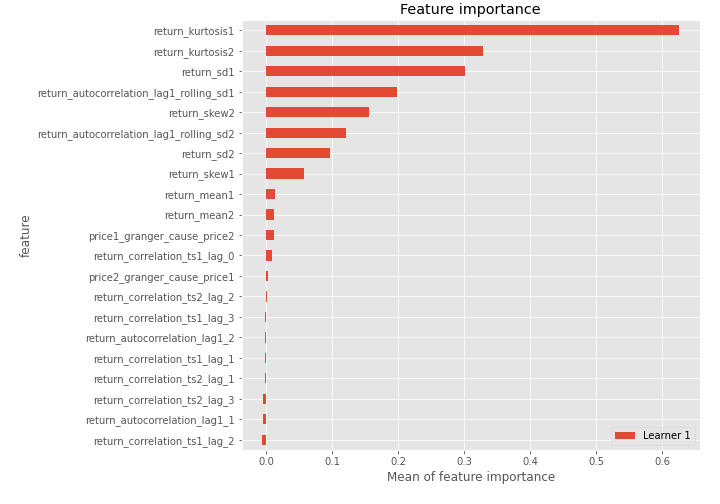 Feature importance
return_kurtosis1
return_kurtosis2
return_sd1
return_autocorrelation_lag1_rolling_sd1
return_skew2
return_autocorrelation_lag1_rolling_sd2
return_sd2
return_skew1
return_mean1
return_mean2
price1_granger_cause_price2
return_correlation_ts1_lag_0
price2_granger_cause_price1
return_correlation_ts2_lag_2
return_correlation_ts1_lag_3
return_autocorrelation_lag1_2
return_correlation_ts1_lag_1
return_correlation_ts2_lag_1
return_correlation_ts2_lag_3
return_autocorrelation_lag1_1
return_correlation_ts1_lag_2
feature
Learner 1
0.0 0.1 0.2 0.3 0.4 0.5 0.6
Mean of feature importance